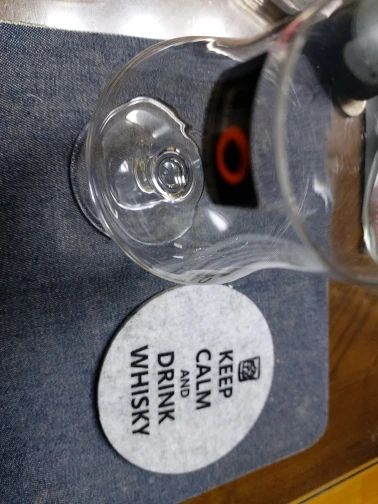 KEEP
CALM
AND
DRINK
WHISKY